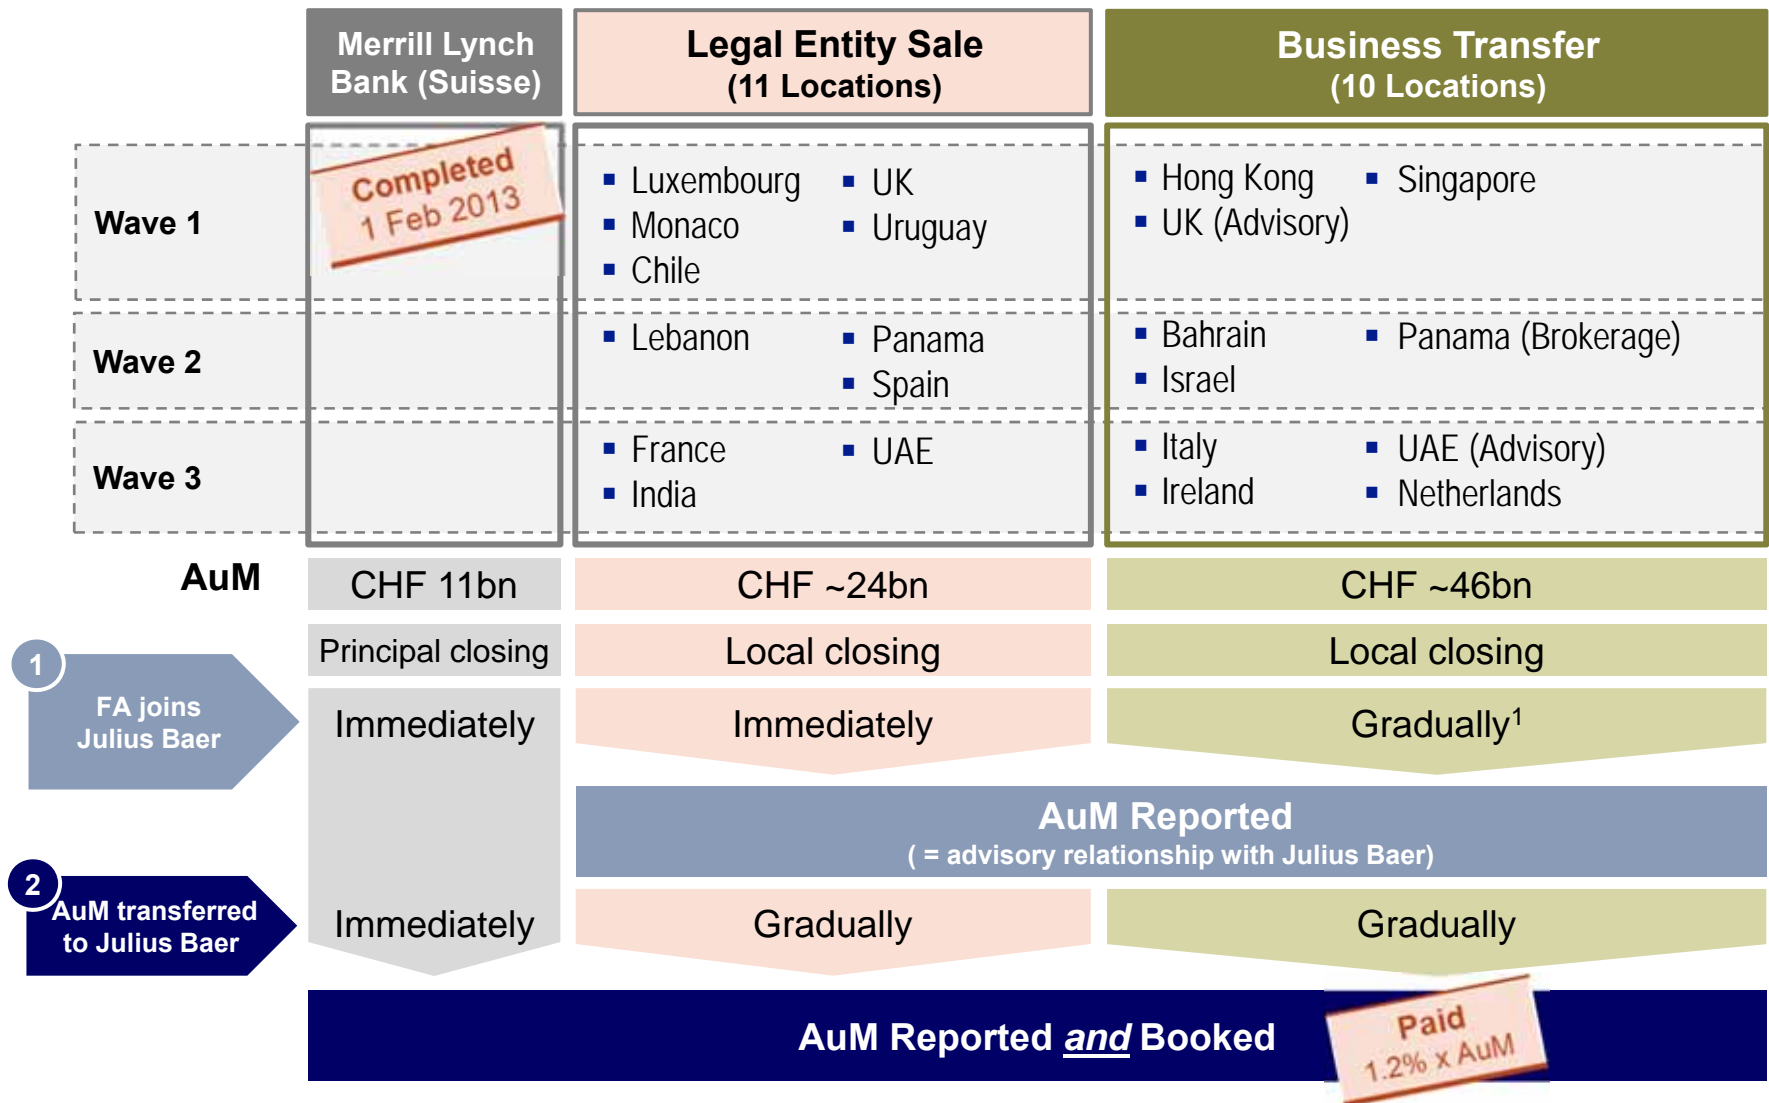 Merrill Lynch
Bank (Suisse)
Legal Entity Sale
(11 Locations)
Business Transfer
(10 Locations)
Wave 1
Completed
1 Feb 2013
▪ Luxembourg
▪ Monaco
▪ Chile
▪ UK
▪ Uruguay
▪ Hong Kong
▪ UK (Advisory)
▪ Singapore
Wave 2
▪ Lebanon
▪ Panama
▪ Spain
▪ Bahrain
▪ Israel
▪ Panama (Brokerage)
Wave 3
▪ France
▪ India
▪ UAE
▪ Italy
▪ Ireland
▪ UAE (Advisory)
▪ Netherlands
AuM
CHF 11bn
CHF ~24bn
CHF ~46bn
Principal closing
Local closing
Local closing
1
FA joins
Julius Baer
Immediately
Immediately
Gradually¹
AuM Reported
( = advisory relationship with Julius Baer)
2
AuM transferred
to Julius Baer
Immediately
Gradually
Gradually
AuM Reported and Booked
Paid
1.2% x AuM